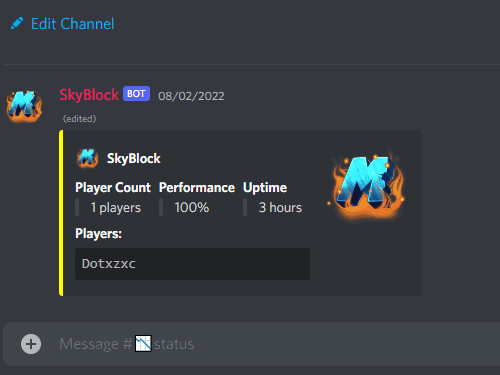 Edit Channel
SkyBlock BOT 08/02/2022
(edited)
SkyBlock
Player Count Performance Uptime
1 players 100% 3 hours
Players:
Dotxzxc
Message #📉status